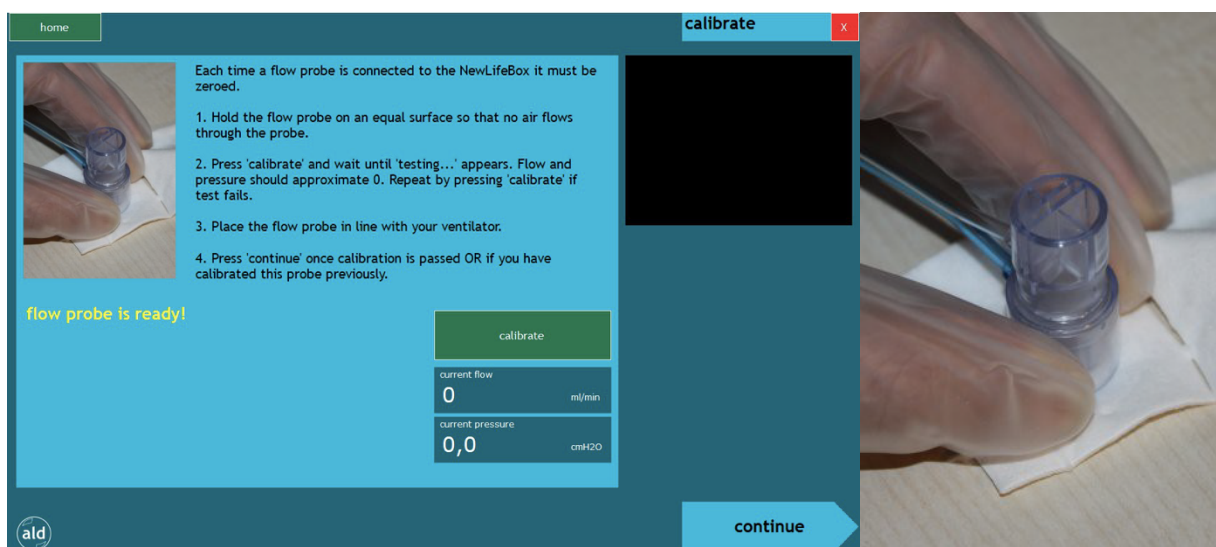 home
calibrate
X
Each time a flow probe is connected to the NewLifeBox it must be
zeroed.
1. Hold the flow probe on an equal surface so that no air flows
through the probe.
2. Press 'calibrate' and wait until 'testing...' appears. Flow and
pressure should approximate 0. Repeat by pressing 'calibrate' if
test fails.
3. Place the flow probe in line with your ventilator.
4. Press 'continue' once calibration is passed OR if you have
calibrated this probe previously.
flow probe is ready!
calibrate
current flow
0 ml/min
current pressure
0,0 cmH2O
ald
continue